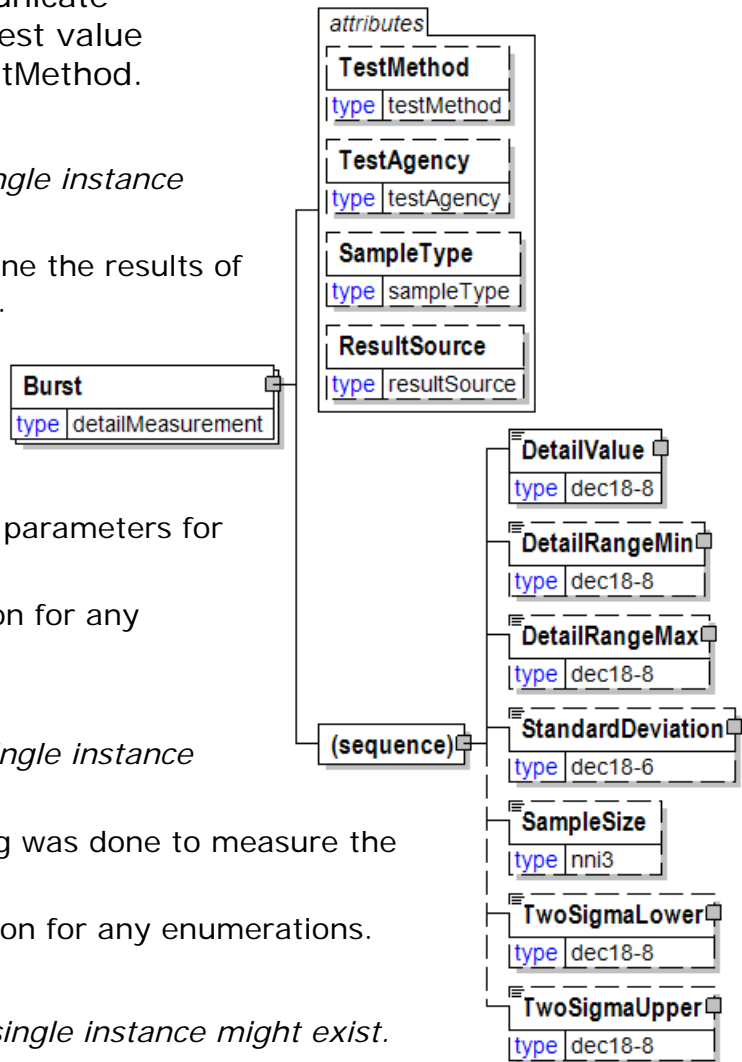 unicate
est value
tMethod.
ngle instance
ne the results of
.
parameters for
on for any
ingle instance
g was done to measure the
on for any enumerations.
single instance might exist.
Burst
type detailMeasurement
attributes
TestMethod
type testMethod
TestAgency
type testAgency
SampleType
type sampleType
ResultSource
type resultSource
(sequence)
DetailValue
type dec18-8
DetailRangeMin
type dec18-8
DetailRangeMax
type dec18-8
StandardDeviation
type dec18-6
SampleSize
type nni3
TwoSigmaLower
type dec18-8
TwoSigmaUpper
type dec18-8